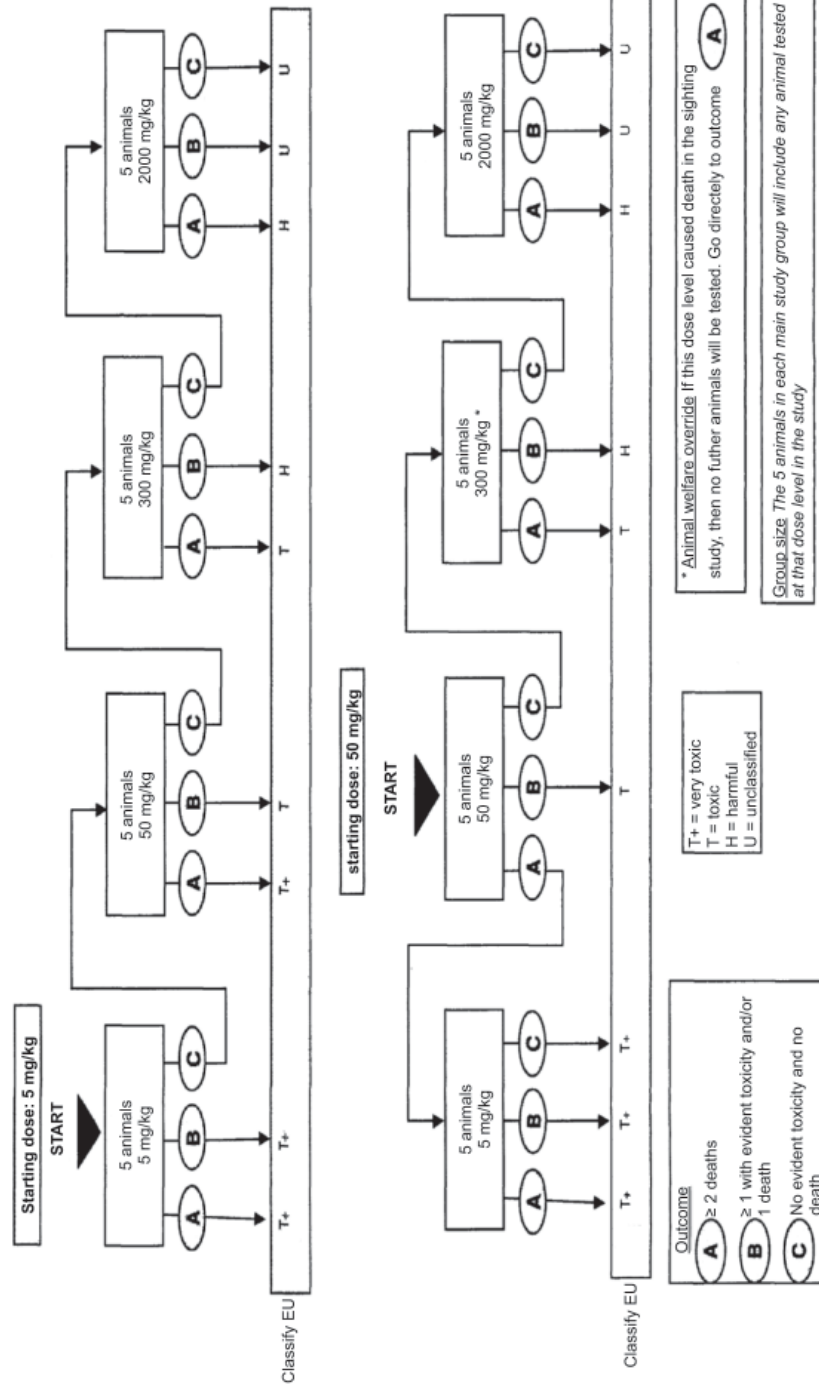 Starting dose: 5 mg/kg
START
5 animals
5 mg/kg
A
B
C
5 animals
50 mg/kg
A
B
C
5 animals
300 mg/kg
A
B
C
5 animals
2000 mg/kg
A
B
C
Classify EU
T+
T+
T+
T
T
H
H
U
U
starting dose: 50 mg/kg
START
5 animals
5 mg/kg
A
B
C
5 animals
50 mg/kg
A
B
C
5 animals
300 mg/kg *
A
B
C
5 animals
2000 mg/kg
A
B
C
Classify EU
T+
T+
T+
T
T
H
H
U
U
Outcome
A ≥ 2 deaths
B ≥ 1 with evident toxicity and/or
1 death
C No evident toxicity and no
death
T+ = very toxic
T = toxic
H = harmful
U = unclassified
* Animal welfare override If this dose level caused death in the sighting
study, then no futher animals will be tested. Go directely to outcome A
Group size The 5 animals in each main study group will include any animal tested
at that dose level in the study